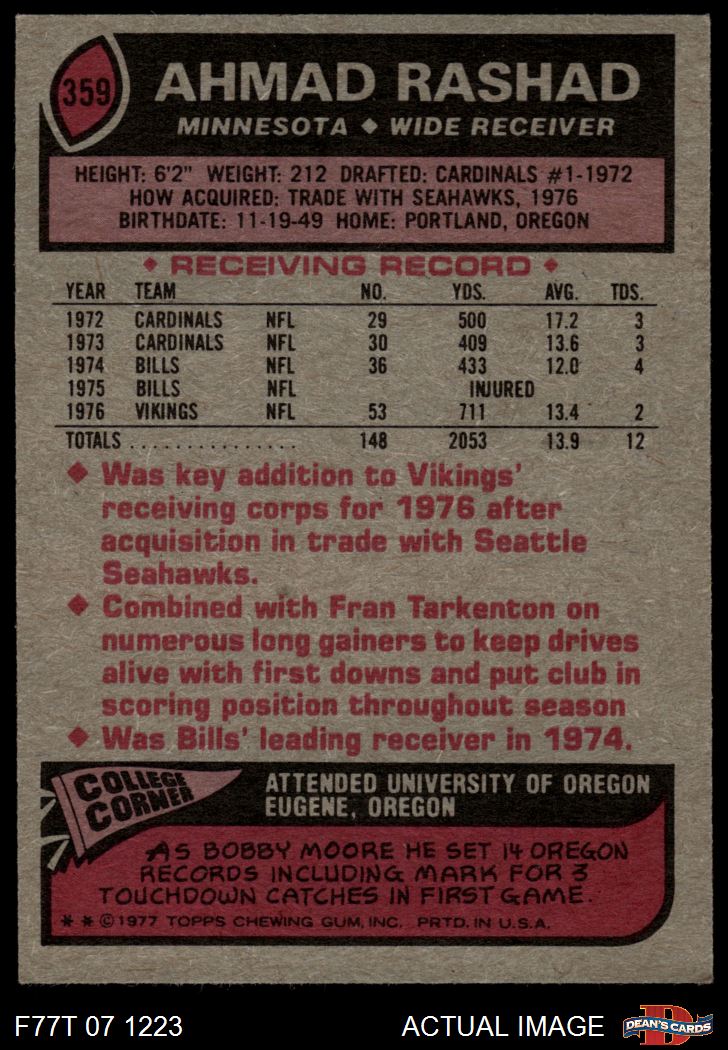 359
AHMAD RASHAD
MINNESOTA ◆ WIDE RECEIVER
HEIGHT: 6'2" WEIGHT: 212 DRAFTED: CARDINALS #1-1972
HOW ACQUIRED: TRADE WITH SEAHAWKS, 1976
BIRTHDATE: 11-19-49 HOME: PORTLAND, OREGON
◆ RECEIVING RECORD ◆
YEAR TEAM NO. YDS. AVG. TDS.
1972 CARDINALS NFL 29 500 17.2 3
1973 CARDINALS NFL 30 409 13.6 3
1974 BILLS NFL 36 433 12.0 4
1975 BILLS NFL INJURED
1976 VIKINGS NFL 53 711 13.4 2
TOTALS ................ 148 2053 13.9 12
◆ Was key addition to Vikings'
receiving corps for 1976 after
acquisition in trade with Seattle
Seahawks.
◆ Combined with Fran Tarkenton on
numerous long gainers to keep drives
alive with first downs and put club in
scoring position throughout season
◆ Was Bills' leading receiver in 1974.
COLLEGE
CORNER
ATTENDED UNIVERSITY OF OREGON
EUGENE, OREGON
AS BOBBY MOORE HE SET 14 OREGON
RECORDS INCLUDING MARK FOR 3
TOUCHDOWN CATCHES IN FIRST GAME.
* * © 1977 TOPPS CHEWING GUM, INC. PRTD. IN U.S.A.
F77T 07 1223 ACTUAL IMAGE
D
DEAN'S CARDS